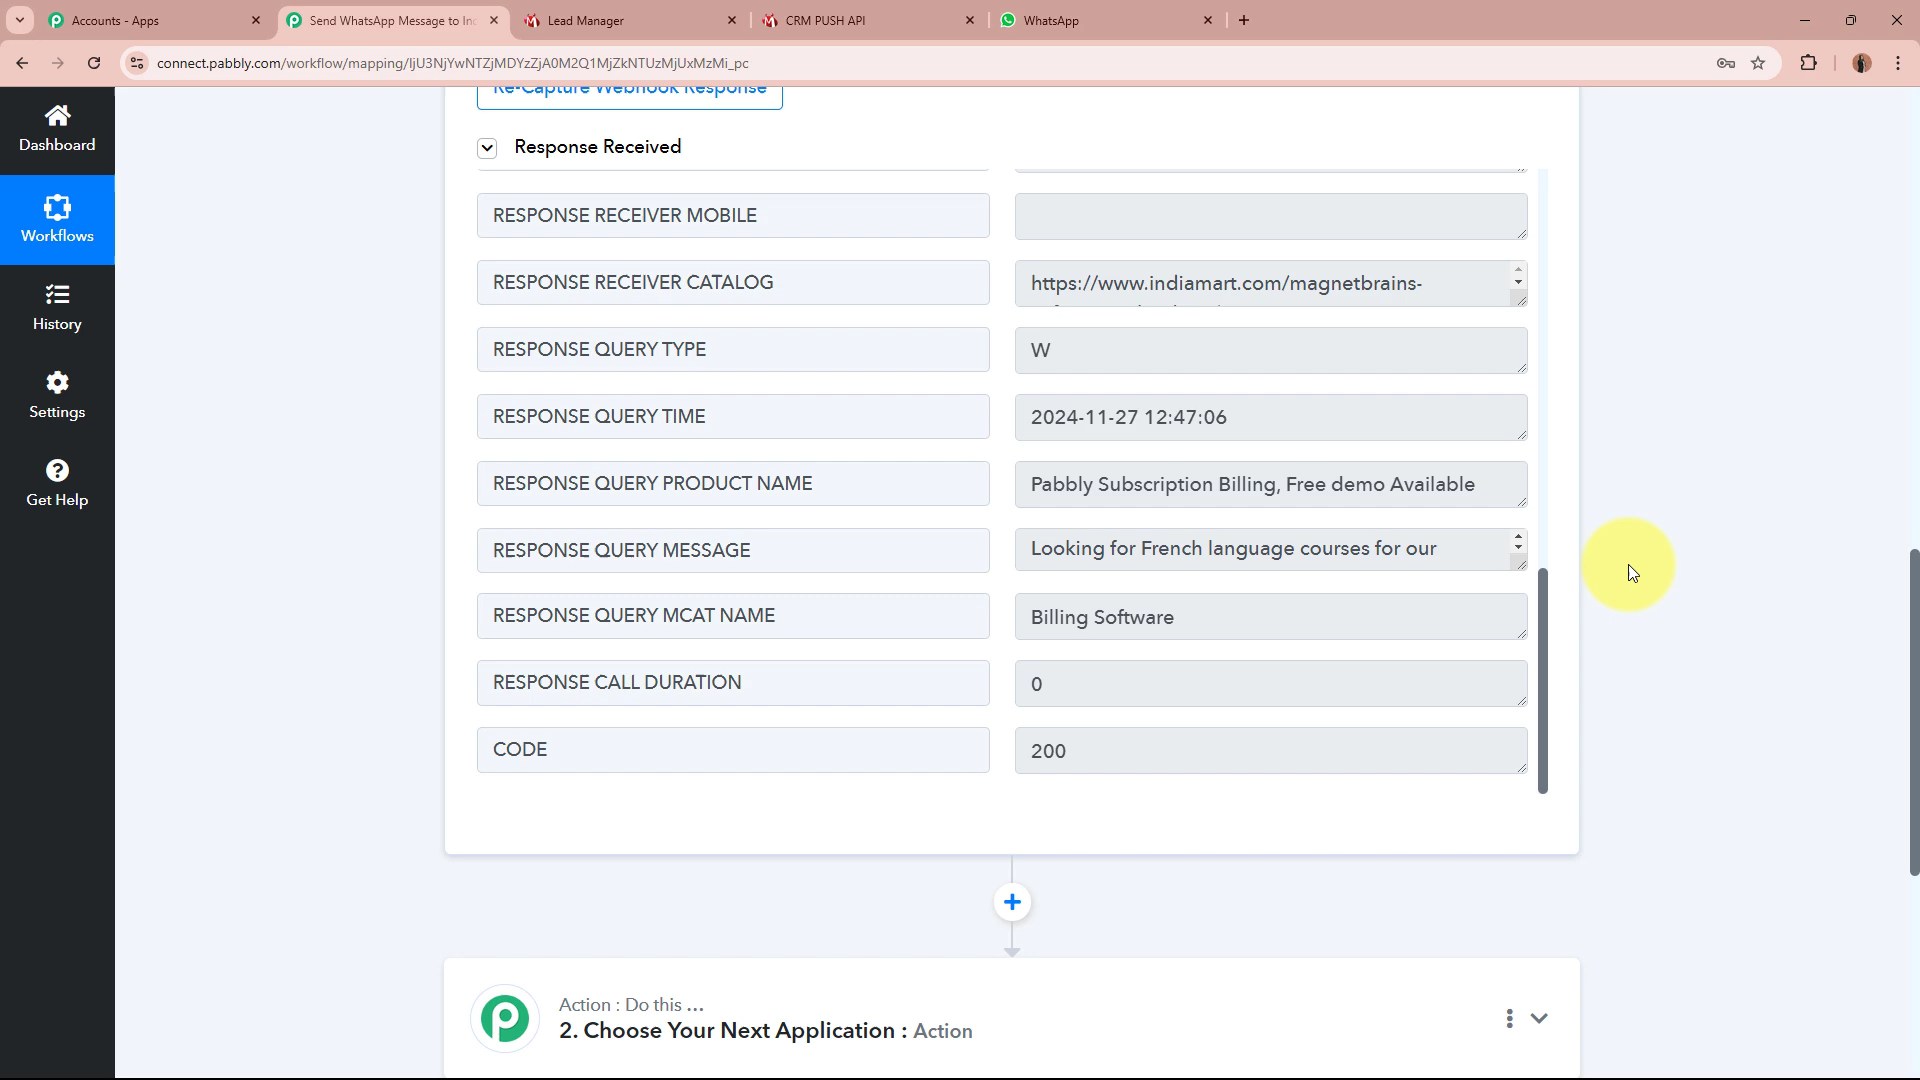 Accounts - Apps
Send WhatsApp Message to In
Lead Manager
CRM PUSH API
WhatsApp
connect.pabbly.com/workflow/mapping/IjU3NjYwNTZjMDYzZjA0M2Q1MjZkNTUzMjUxMzMi_pc
Dashboard
Workflows
History
Settings
Get Help
Re-Capture Webhook Response
Response Received
RESPONSE RECEIVER MOBILE
RESPONSE RECEIVER CATALOG
https://www.indiamart.com/magnetbrains-
RESPONSE QUERY TYPE
W
RESPONSE QUERY TIME
2024-11-27 12:47:06
RESPONSE QUERY PRODUCT NAME
Pabbly Subscription Billing, Free demo Available
RESPONSE QUERY MESSAGE
Looking for French language courses for our
RESPONSE QUERY MCAT NAME
Billing Software
RESPONSE CALL DURATION
0
CODE
200
Action : Do this ...
2. Choose Your Next Application : Action